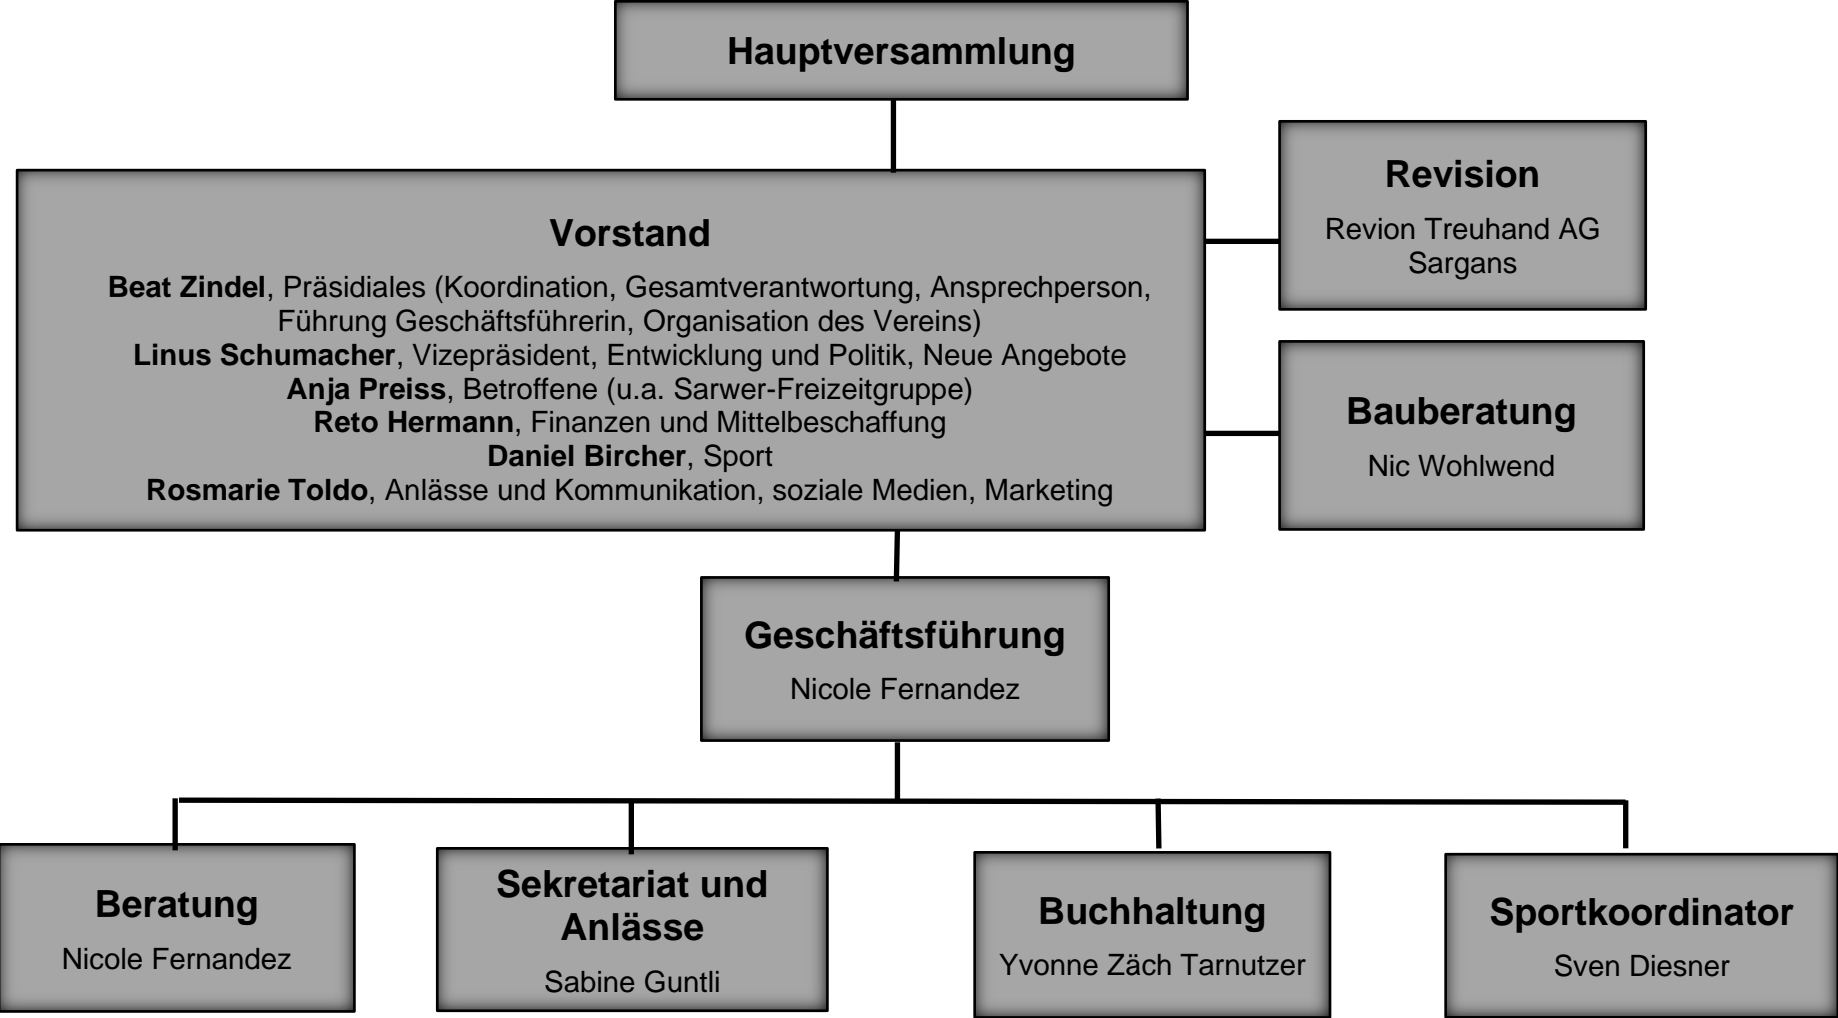 Hauptversammlung
Revision
Revion Treuhand AG
Sargans
Vorstand
Beat Zindel, Präsidiales (Koordination, Gesamtverantwortung, Ansprechperson,
Führung Geschäftsführerin, Organisation des Vereins)
Linus Schumacher, Vizepräsident, Entwicklung und Politik, Neue Angebote
Anja Preiss, Betroffene (u.a. Sarwer-Freizeitgruppe)
Reto Hermann, Finanzen und Mittelbeschaffung
Daniel Bircher, Sport
Rosmarie Toldo, Anlässe und Kommunikation, soziale Medien, Marketing
Bauberatung
Nic Wohlwend
Geschäftsführung
Nicole Fernandez
Beratung
Nicole Fernandez
Sekretariat und
Anlässe
Sabine Guntli
Buchhaltung
Yvonne Zäch Tarnutzer
Sportkoordinator
Sven Diesner